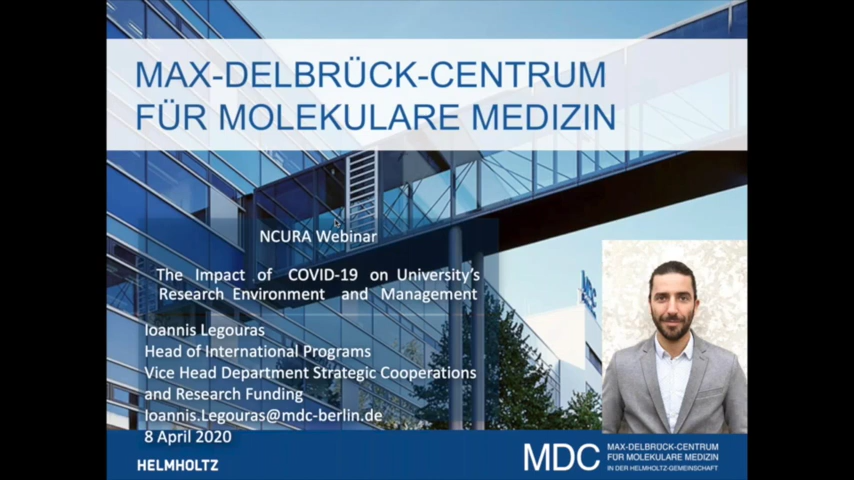 MAX-DELBRÜCK-CENTRUM
FÜR MOLEKULARE MEDIZIN
NCURA Webinar
The Impact of COVID-19 on University's
Research Environment and Management
Ioannis Legouras
Head of International Programs
Vice Head Department Strategic Cooperations
and Research Funding
Ioannis.Legouras@mdc-berlin.de
8 April 2020
MDC
HELMHOLTZ
MDC
MAX-DELBRÜCK-CENTRUM
FÜR MOLEKULARE MEDIZIN
IN DER HELMHOLTZ-GEMEINSCHAFT